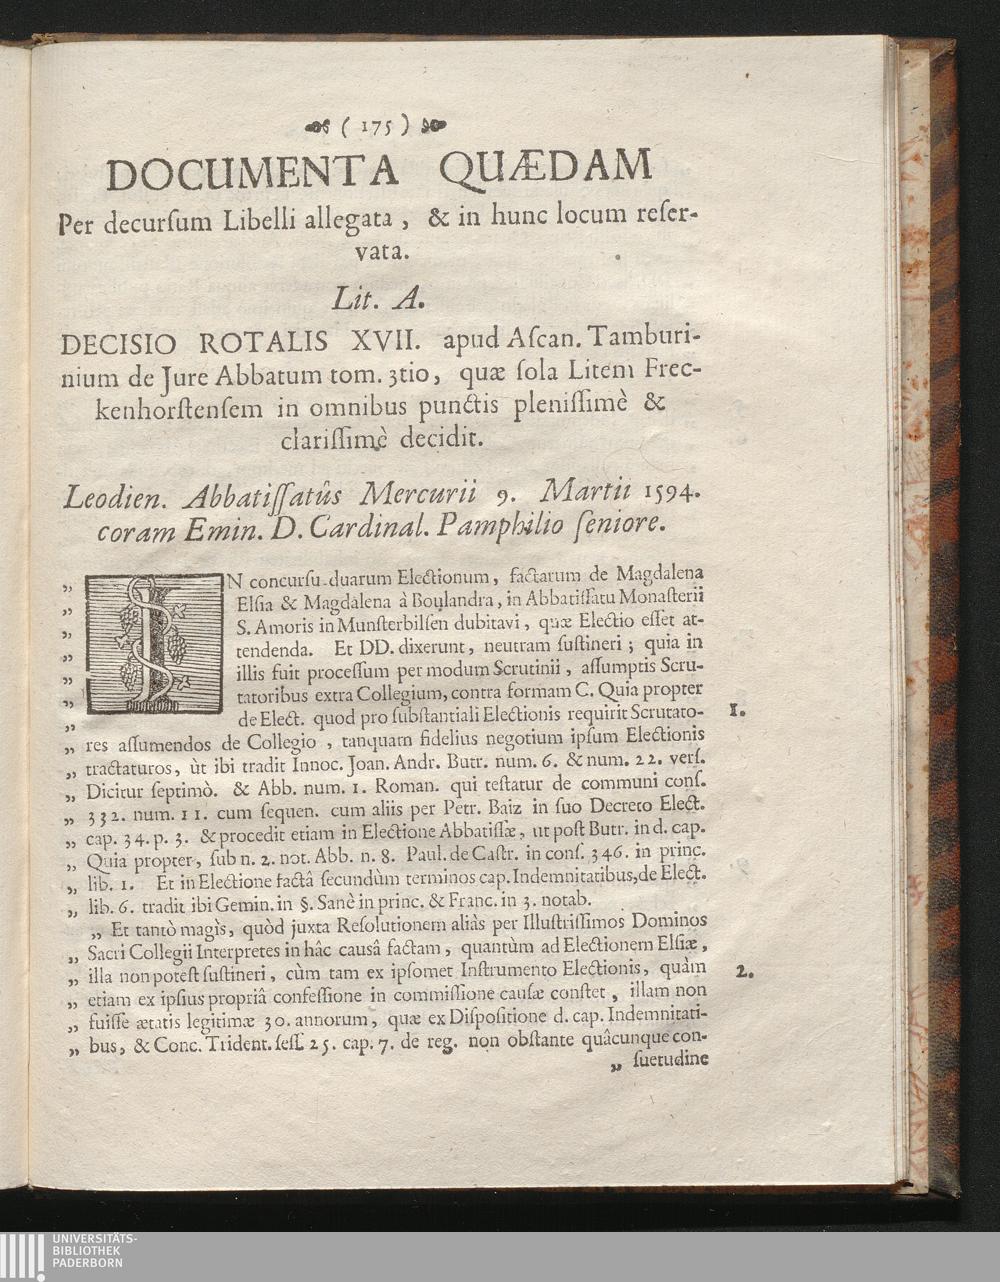 ( 175 )
DOCUMENTA QUÆDAM
Per decurſum Libelli allegata , & in hunc locum reſer-
vata.
Lit. A.
DECISIO ROTALIS XVII. apud Aſcan. Tamburi-
nium de Jure Abbatum tom. 3tio, quæ ſola Litem Frec-
kenhorſtenſem in omnibus punctis pleniſſimè &
clariſſimè decidit.
Leodien. Abbatiſſatûs Mercurii 9. Martii 1594.
coram Emin. D. Cardinal. Pamphilio ſeniore.
„ IN concurſu duarum Electionum, factarum de Magdalena
„ Elſia & Magdalena à Boulandra, in Abbatiſſatu Monaſterii
„ S. Amoris in Munſterbilſen dubitavi, quæ Electio eſſet at-
„ tendenda. Et DD. dixerunt, neutram ſuſtineri ; quia in
„ illis fuit proceſſum per modum Scrutinii, aſſumptis Scru-
„ tatoribus extra Collegium, contra formam C. Quia propter
„ de Elect. quod pro ſubſtantiali Electionis requirit Scrutato- 1.
„ res aſſumendos de Collegio , tanquam fidelius negotium ipſum Electionis
„ tractaturos, ùt ibi tradit Innoc. Joan. Andr. Butr. num. 6. & num. 22. verſ.
„ Dicitur ſeptimò. & Abb. num. 1. Roman. qui teſtatur de communi conſ.
„ 332. num. 11. cum ſequen. cum aliis per Petr. Baiz in ſuo Decreto Elect.
„ cap. 34. p. 3. & procedit etiam in Electione Abbatiſſæ, ut poſt Butr. in d. cap.
„ Quia propter, ſub n. 2. not. Abb. n. 8. Paul. de Caſtr. in conſ. 346. in princ.
„ lib. 1. Et in Electione factâ ſecundùm terminos cap. Indemnitatibus, de Elect.
„ lib. 6. tradit ibi Gemin. in §. Sanè in princ. & Franc. in 3. notab.
„ Et tantò magìs, quòd juxta Reſolutionem aliàs per Illuſtriſſimos Dominos
„ Sacri Collegii Interpretes in hâc causâ factam, quantùm ad Electionem Elſiæ,
„ illa non poteſt ſuſtineri, cùm tam ex ipſomet Inſtrumento Electionis, quàm 2.
„ etiam ex ipſius propriâ confeſſione in commiſſione cauſæ conſtet, illam non
„ fuiſſe ætatis legitimæ 30. annorum, quæ ex Diſpoſitione d. cap. Indemnitati-
„ bus, & Conc. Trident. ſeſſ. 25. cap. 7. de reg. non obſtante quâcunque con-
„ ſuetudine
UNIVERSITÄTS-
BIBLIOTHEK
PADERBORN